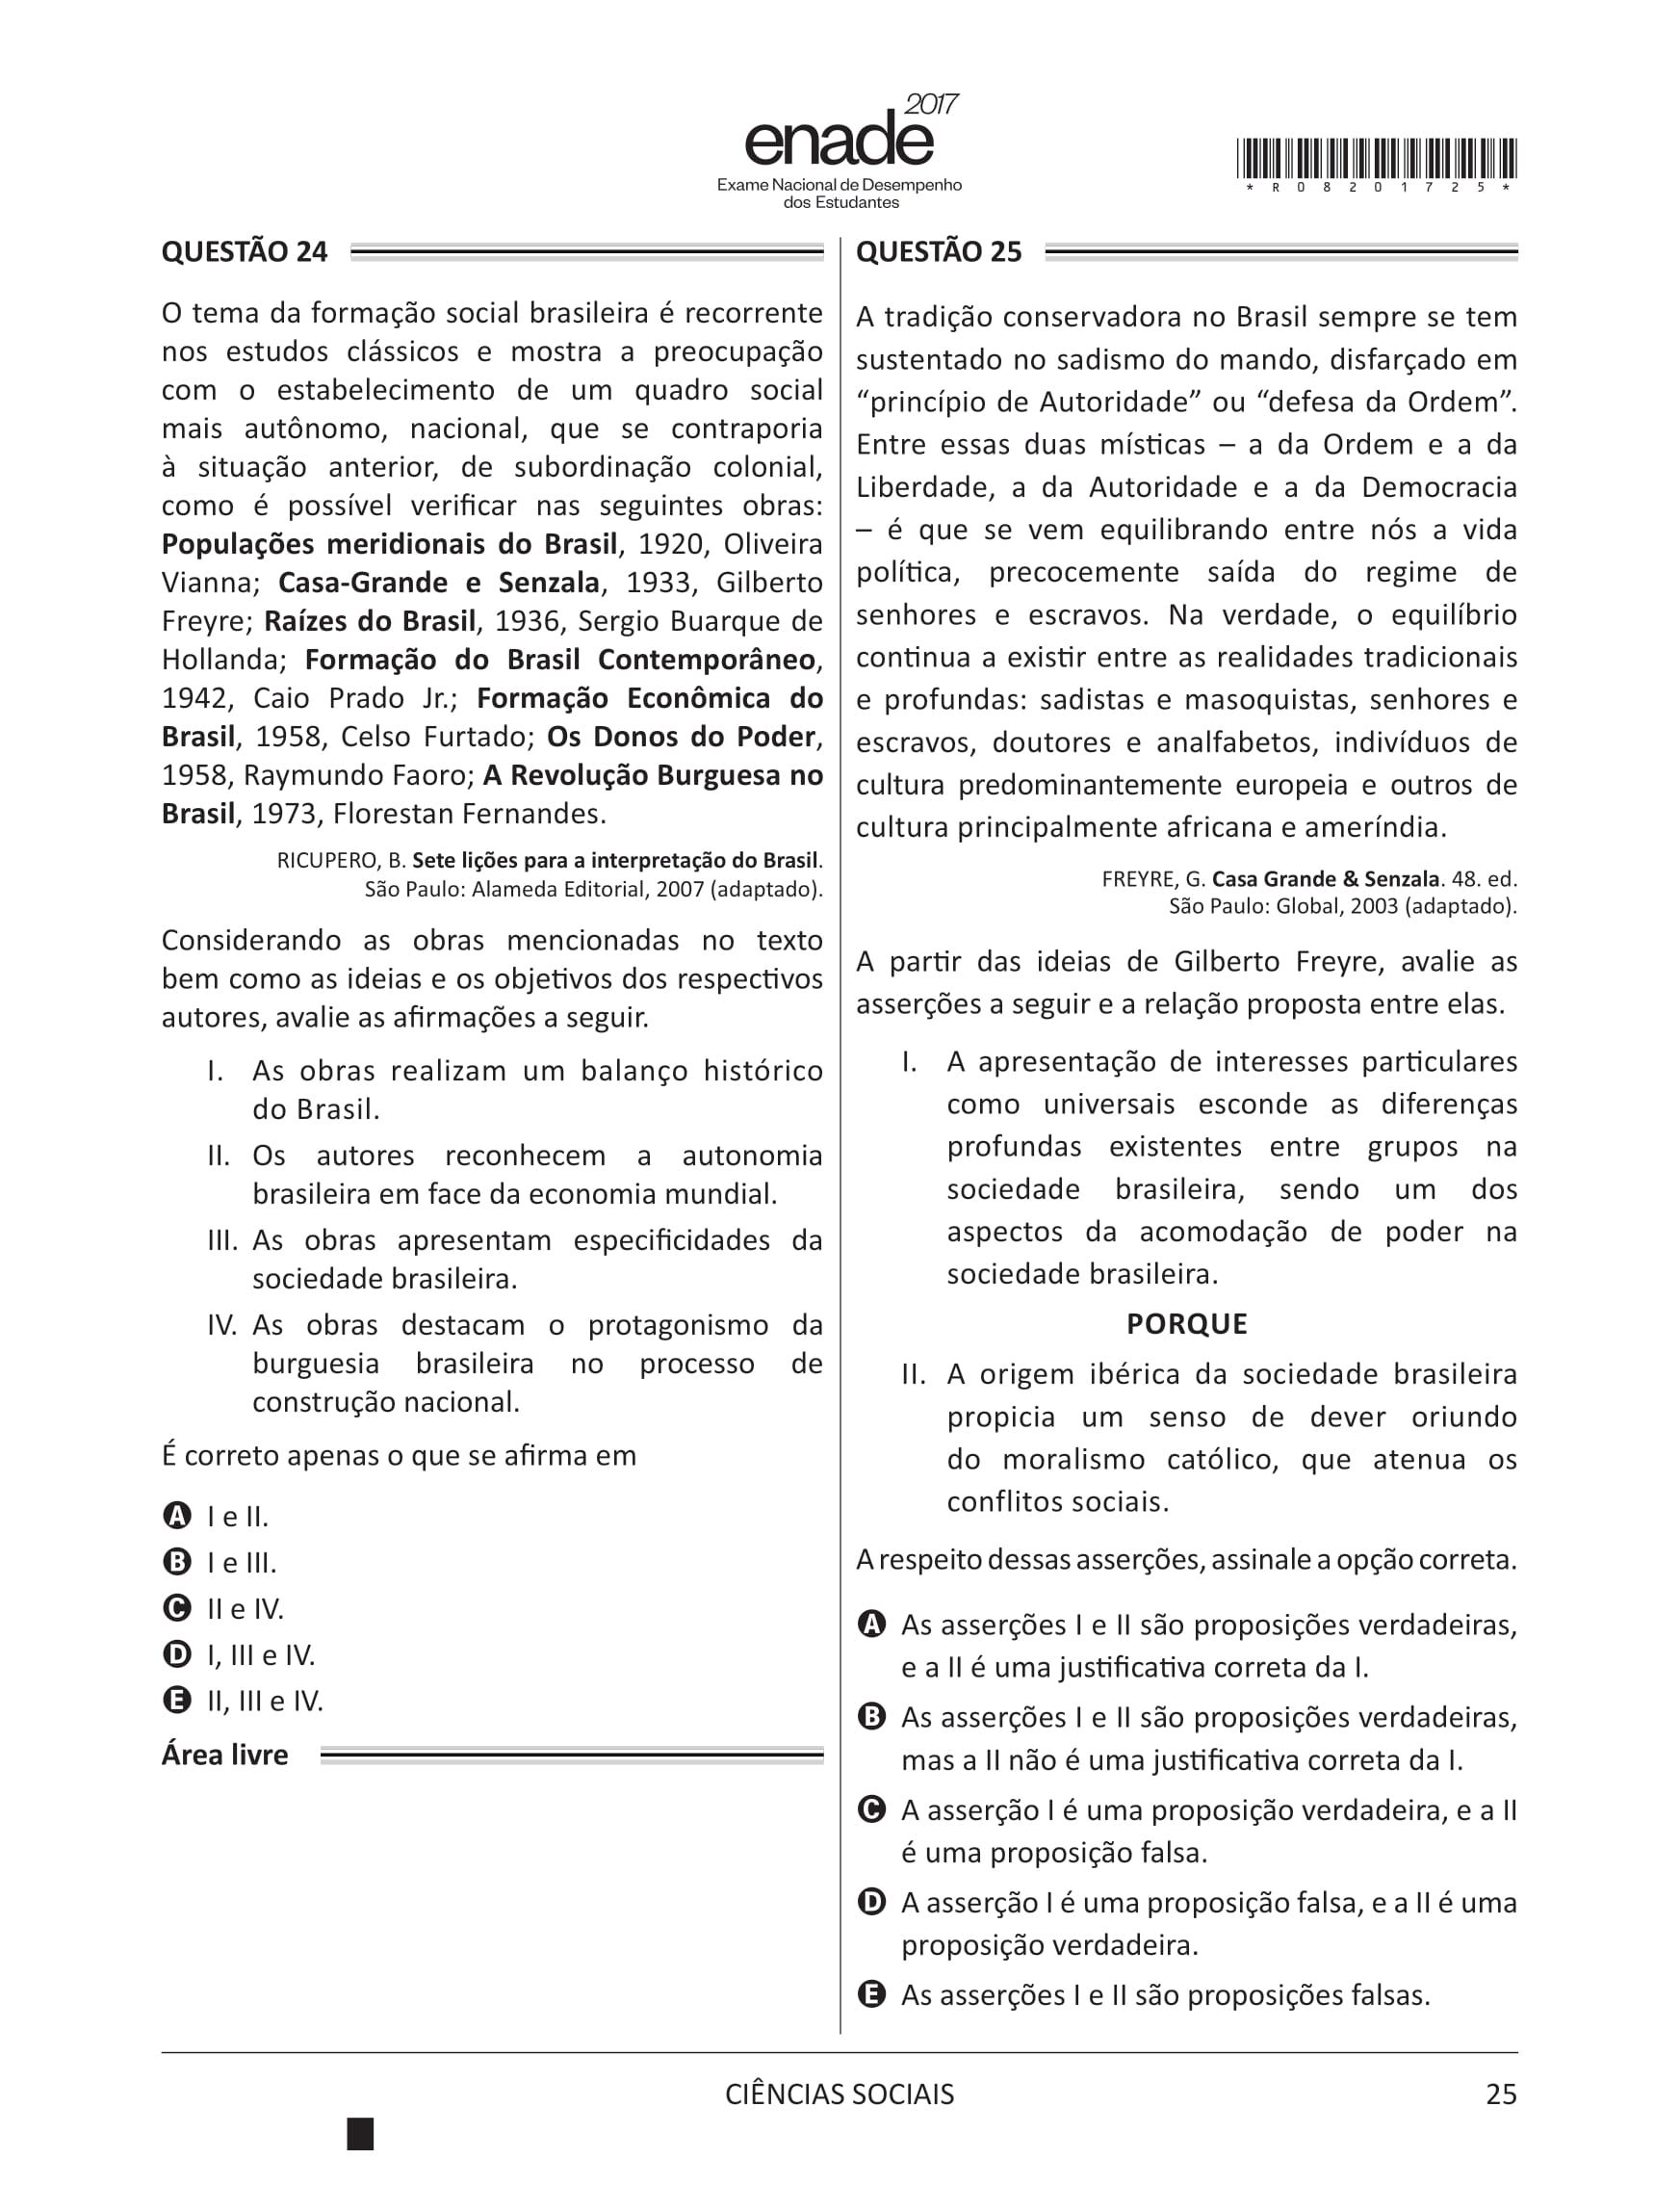 2017
enade
Exame Nacional de Desempenho
dos Estudantes
* R 0 8 2 0 1 7 2 5 *
QUESTÃO 24
O tema da formação social brasileira é recorrente
nos estudos clássicos e mostra a preocupação
com o estabelecimento de um quadro social
mais autônomo, nacional, que se contraporia
à situação anterior, de subordinação colonial,
como é possível verificar nas seguintes obras:
Populações meridionais do Brasil, 1920, Oliveira
Vianna; Casa-Grande e Senzala, 1933, Gilberto
Freyre; Raízes do Brasil, 1936, Sergio Buarque de
Hollanda; Formação do Brasil Contemporâneo,
1942, Caio Prado Jr.; Formação Econômica do
Brasil, 1958, Celso Furtado; Os Donos do Poder,
1958, Raymundo Faoro; A Revolução Burguesa no
Brasil, 1973, Florestan Fernandes.
RICUPERO, B. Sete lições para a interpretação do Brasil.
São Paulo: Alameda Editorial, 2007 (adaptado).
Considerando as obras mencionadas no texto
bem como as ideias e os objetivos dos respectivos
autores, avalie as afirmações a seguir.
I. As obras realizam um balanço histórico
do Brasil.
II. Os autores reconhecem a autonomia
brasileira em face da economia mundial.
III. As obras apresentam especificidades da
sociedade brasileira.
IV. As obras destacam o protagonismo da
burguesia brasileira no processo de
construção nacional.
É correto apenas o que se afirma em
A I e II.
B I e III.
C II e IV.
D I, III e IV.
E II, III e IV.
Área livre
QUESTÃO 25
A tradição conservadora no Brasil sempre se tem
sustentado no sadismo do mando, disfarçado em
“princípio de Autoridade” ou “defesa da Ordem”.
Entre essas duas místicas – a da Ordem e a da
Liberdade, a da Autoridade e a da Democracia
– é que se vem equilibrando entre nós a vida
política, precocemente saída do regime de
senhores e escravos. Na verdade, o equilíbrio
continua a existir entre as realidades tradicionais
e profundas: sadistas e masoquistas, senhores e
escravos, doutores e analfabetos, indivíduos de
cultura predominantemente europeia e outros de
cultura principalmente africana e ameríndia.
FREYRE, G. Casa Grande & Senzala. 48. ed.
São Paulo: Global, 2003 (adaptado).
A partir das ideias de Gilberto Freyre, avalie as
asserções a seguir e a relação proposta entre elas.
I. A apresentação de interesses particulares
como universais esconde as diferenças
profundas existentes entre grupos na
sociedade brasileira, sendo um dos
aspectos da acomodação de poder na
sociedade brasileira.
PORQUE
II. A origem ibérica da sociedade brasileira
propicia um senso de dever oriundo
do moralismo católico, que atenua os
conflitos sociais.
A respeito dessas asserções, assinale a opção correta.
A As asserções I e II são proposições verdadeiras,
e a II é uma justificativa correta da I.
B As asserções I e II são proposições verdadeiras,
mas a II não é uma justificativa correta da I.
C A asserção I é uma proposição verdadeira, e a II
é uma proposição falsa.
D A asserção I é uma proposição falsa, e a II é uma
proposição verdadeira.
E As asserções I e II são proposições falsas.
CIÊNCIAS SOCIAIS
25